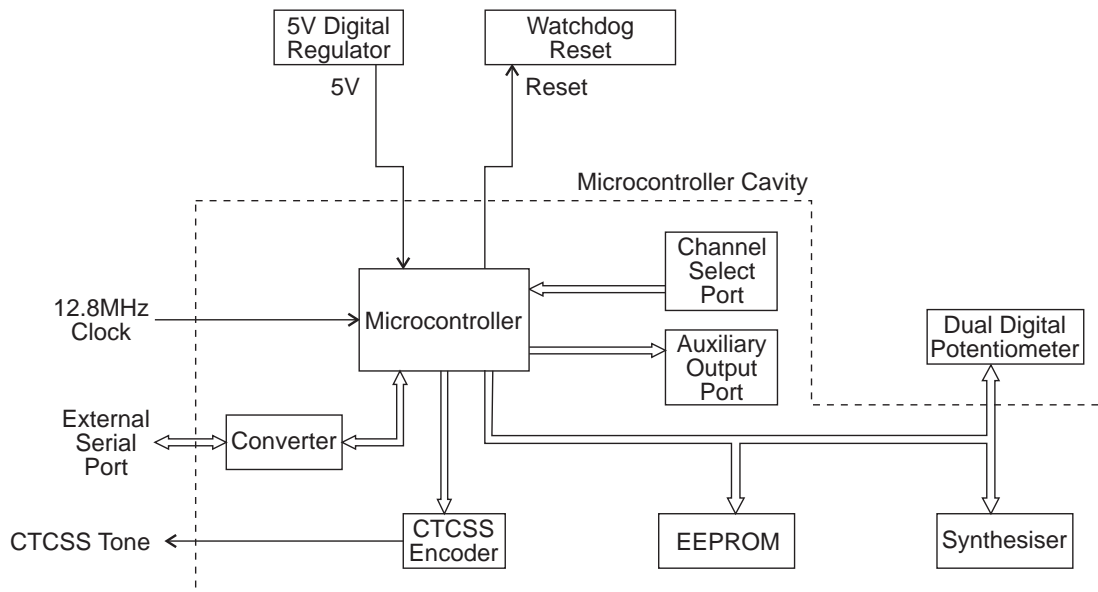 5V Digital
Regulator
Watchdog
Reset
5V
Reset
Microcontroller Cavity
Channel
Select
Port
12.8MHz
Clock
Microcontroller
Auxiliary
Output
Port
Dual Digital
Potentiometer
External
Serial
Port
Converter
CTCSS Tone
CTCSS
Encoder
EEPROM
Synthesiser